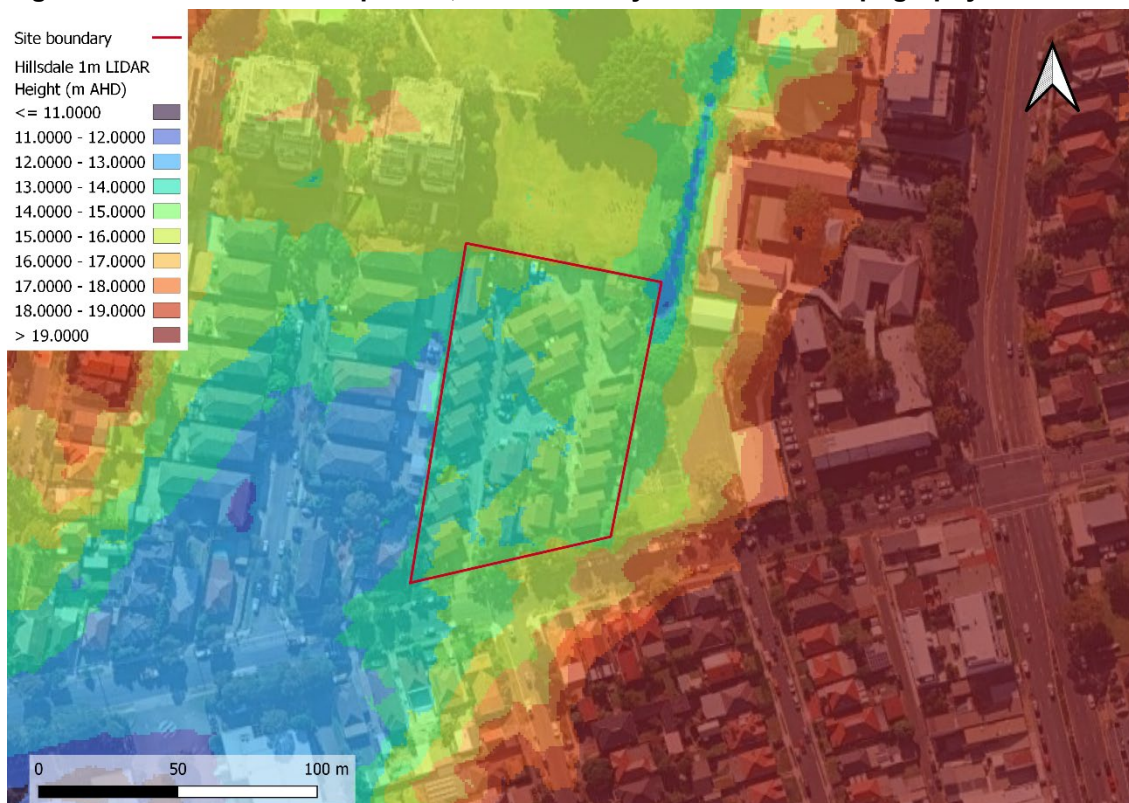 Site boundary
Hillsdale 1m LIDAR
Height (m AHD)
<= 11.0000
11.0000 - 12.0000
12.0000 - 13.0000
13.0000 - 14.0000
14.0000 - 15.0000
15.0000 - 16.0000
16.0000 - 17.0000
17.0000 - 18.0000
18.0000 - 19.0000
> 19.0000
0 50 100 m